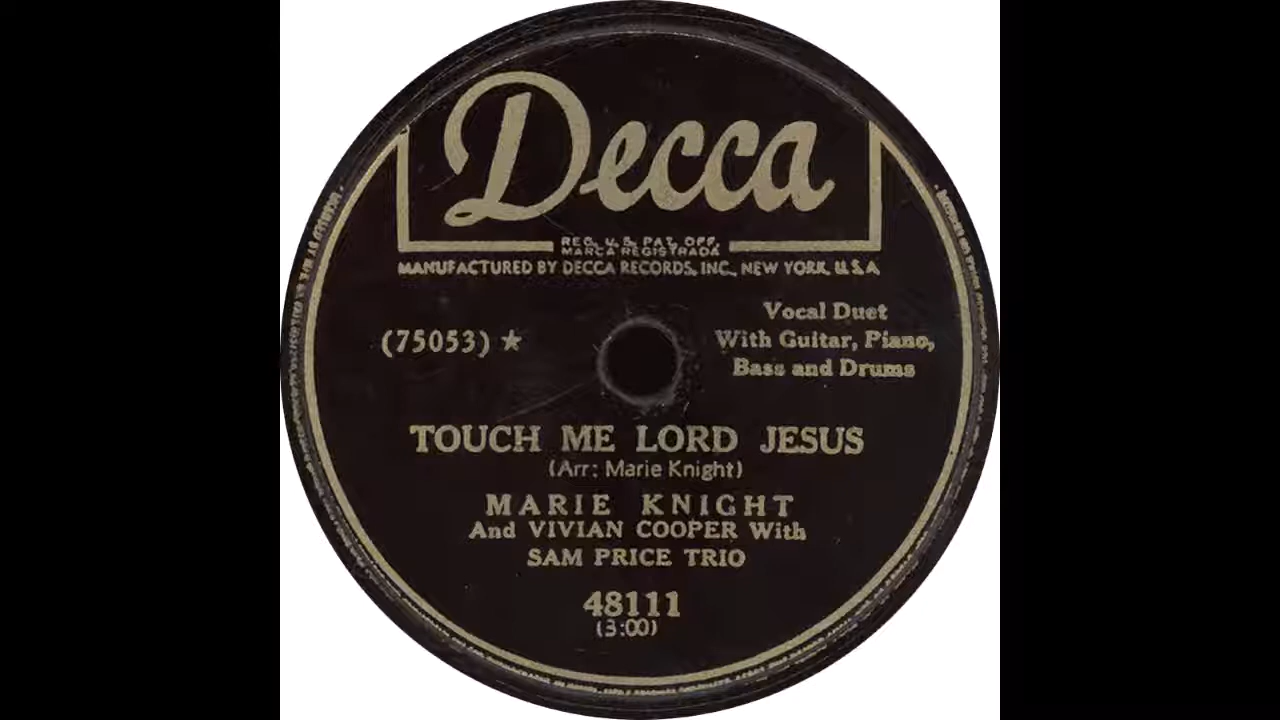 Decca
REG. U.S. PAT. OFF.
MARCA REGISTRADA
MANUFACTURED BY DECCA RECORDS, INC., NEW YORK, U.S.A
(75053) ★
Vocal Duet
With Guitar, Piano,
Bass and Drums
TOUCH ME LORD JESUS
(Arr: Marie Knight)
MARIE KNIGHT
And VIVIAN COOPER With
SAM PRICE TRIO
48111
(3:00)